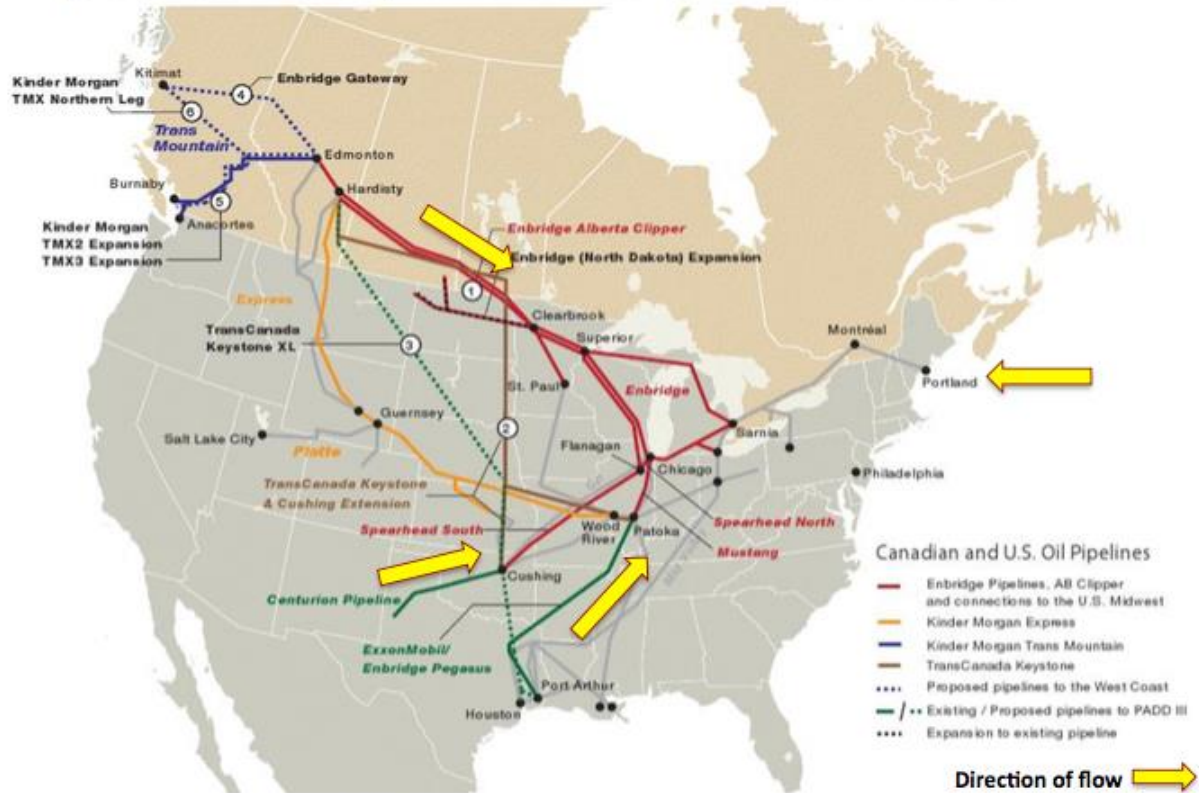 Kitimat
Kinder Morgan
TMX Northern Leg
4
Enbridge Gateway
6
Trans
Mountain
Edmonton
Burnaby
Hardisty
5
Anacortes
Kinder Morgan
TMX2 Expansion
TMX3 Expansion
Enbridge Alberta Clipper
Enbridge (North Dakota) Expansion
1
Express
Clearbrook
Montréal
TransCanada
Keystone XL
3
Superior
St. Paul
Enbridge
Portland
Guernsey
Salt Lake City
2
Sarnia
Flanagan
Chicago
Platte
Philadelphia
TransCanada Keystone
& Cushing Extension
Spearhead South
Wood
River
Patoka
Spearhead North
Mustang
Cushing
Centurion Pipeline
ExxonMobil/
Enbridge Pegasus
Port Arthur
Houston
Canadian and U.S. Oil Pipelines
Enbridge Pipelines, AB Clipper
and connections to the U.S. Midwest
Kinder Morgan Express
Kinder Morgan Trans Mountain
TransCanada Keystone
Proposed pipelines to the West Coast
/ Existing / Proposed pipelines to PADD III
Expansion to existing pipeline
Direction of flow